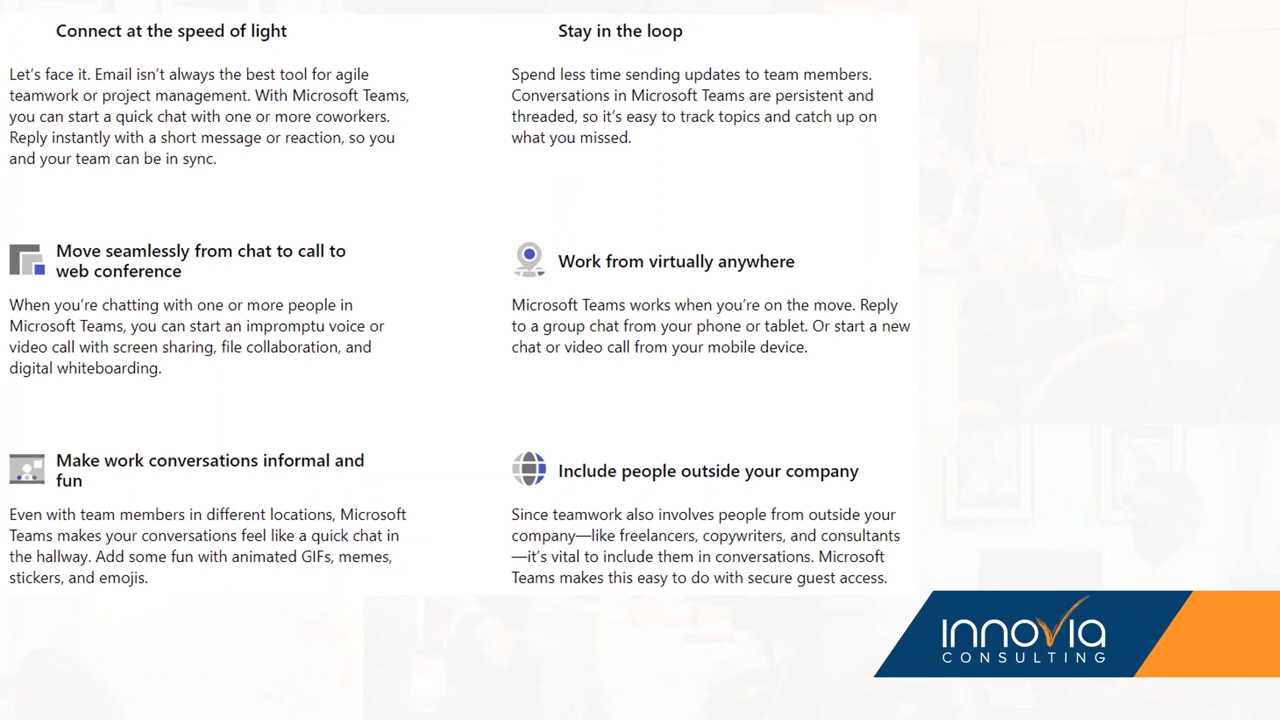 Connect at the speed of light
Let's face it. Email isn't always the best tool for agile
teamwork or project management. With Microsoft Teams,
you can start a quick chat with one or more coworkers.
Reply instantly with a short message or reaction, so you
and your team can be in sync.
Stay in the loop
Spend less time sending updates to team members.
Conversations in Microsoft Teams are persistent and
threaded, so it's easy to track topics and catch up on
what you missed.
Move seamlessly from chat to call to
web conference
When you're chatting with one or more people in
Microsoft Teams, you can start an impromptu voice or
video call with screen sharing, file collaboration, and
digital whiteboarding.
Work from virtually anywhere
Microsoft Teams works when you're on the move. Reply
to a group chat from your phone or tablet. Or start a new
chat or video call from your mobile device.
Make work conversations informal and
fun
Even with team members in different locations, Microsoft
Teams makes your conversations feel like a quick chat in
the hallway. Add some fun with animated GIFs, memes,
stickers, and emojis.
Include people outside your company
Since teamwork also involves people from outside your
company—like freelancers, copywriters, and consultants
—it's vital to include them in conversations. Microsoft
Teams makes this easy to do with secure guest access.
INNOVIA
CONSULTING